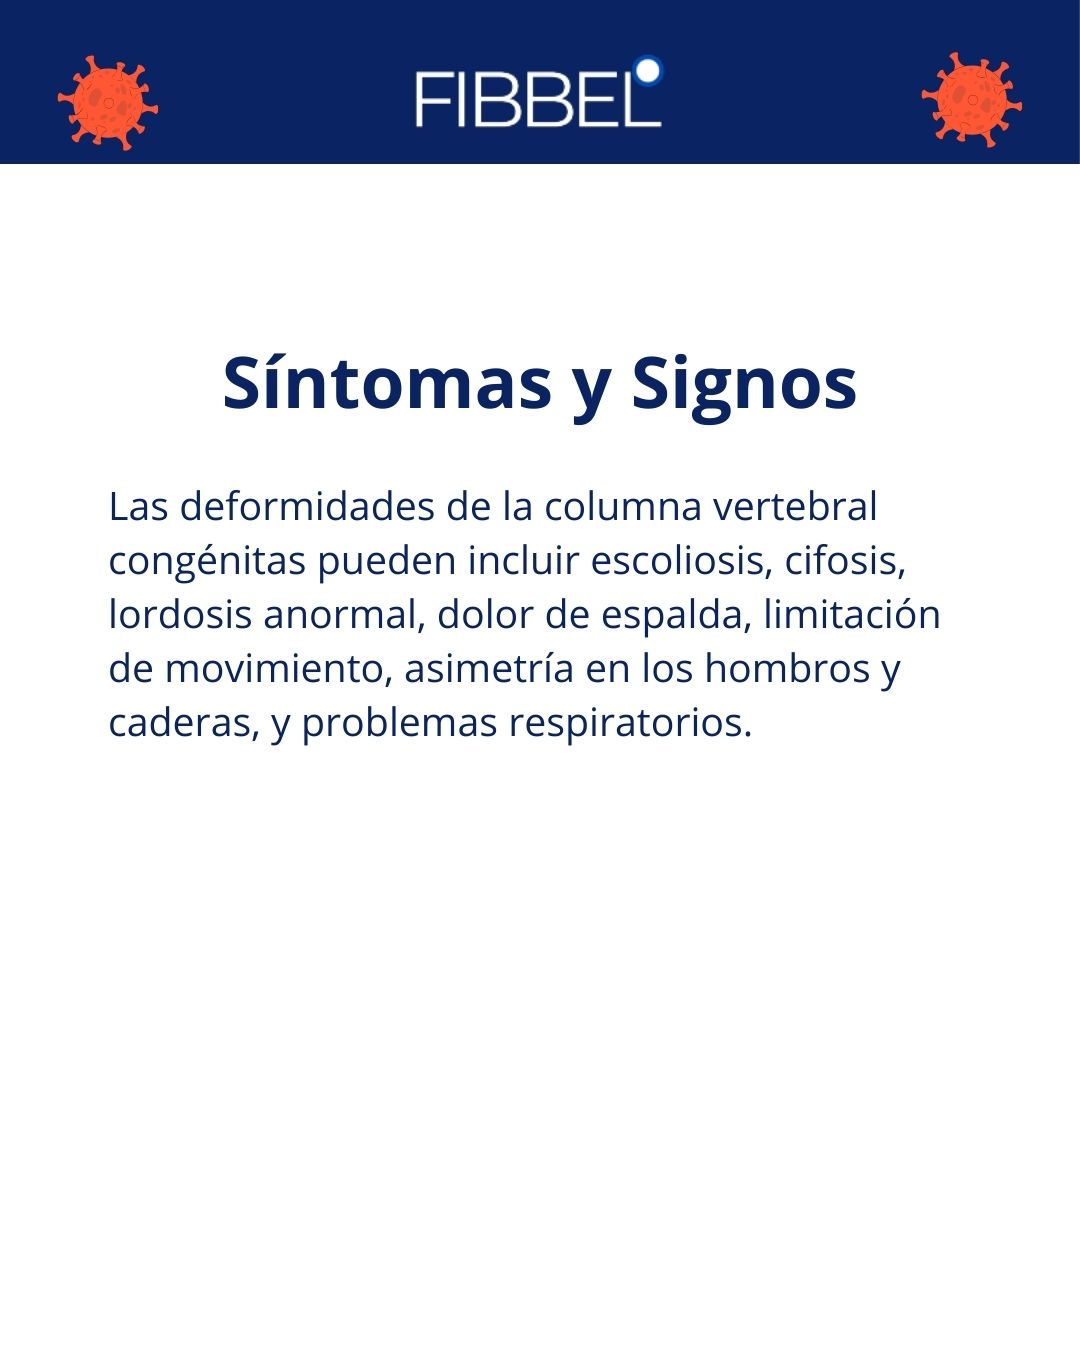 FIBBEL
Síntomas y Signos
Las deformidades de la columna vertebral
congénitas pueden incluir escoliosis, cifosis,
lordosis anormal, dolor de espalda, limitación
de movimiento, asimetría en los hombros y
caderas, y problemas respiratorios.